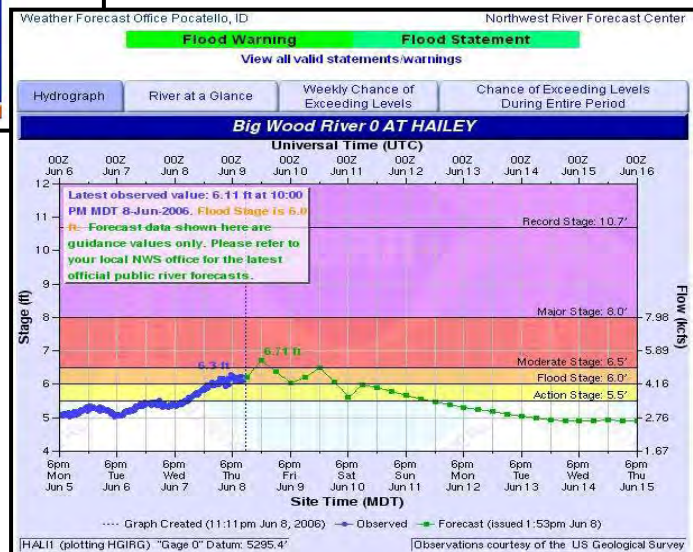 Weather Forecast Office Pocatello, ID Northwest River Forecast Center
Flood Warning Flood Statement
View all valid statements/warnings
Hydrograph River at a Glance Weekly Chance of Exceeding Levels Chance of Exceeding Levels During Entire Period
Big Wood River 0 AT HAILEY
Universal Time (UTC)
00Z 00Z 00Z 00Z 00Z 00Z 00Z 00Z 00Z 00Z 00Z
Jun 6 Jun 7 Jun 8 Jun 9 Jun 10 Jun 11 Jun 12 Jun 13 Jun 14 Jun 15 Jun 16
Latest observed value: 6.11 ft at 10:00
PM MDT 8-Jun-2006. Flood Stage is 6.0
ft. Forecast data shown here are
guidance values only. Please refer to
your local NWS office for the latest
official public river forecasts.
Stage (ft)
12
11
10
9
8
7
6
5
4
Record Stage: 10.7'
Major Stage: 8.0'
Moderate Stage: 6.5'
Flood Stage: 6.0'
Action Stage: 5.5'
6.3 ft
6.71 ft
7.98
5.89
4.16
2.76
1.67
Flow (kcfs)
6pm 6pm 6pm 6pm 6pm 6pm 6pm 6pm 6pm 6pm 6pm
Mon Tue Wed Thu Fri Sat Sun Mon Tue Wed Thu
Jun 5 Jun 6 Jun 7 Jun 8 Jun 9 Jun 10 Jun 11 Jun 12 Jun 13 Jun 14 Jun 15
Site Time (MDT)
Graph Created (11:11pm Jun 8, 2006) Observed Forecast (issued 1:53pm Jun 8)
HALI1 (plotting HGIRG) "Gage 0" Datum: 5295.4' Observations courtesy of the US Geological Survey